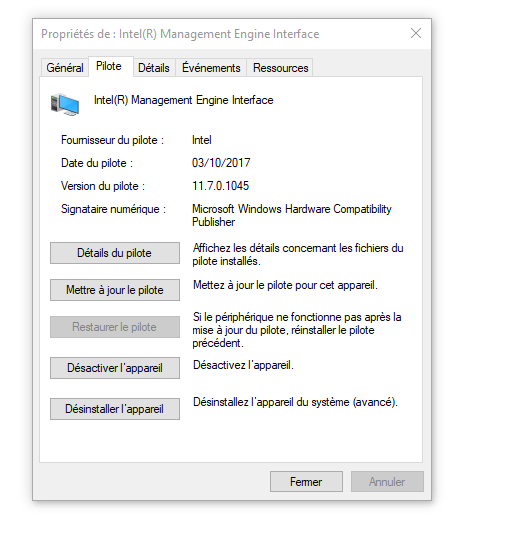 Propriétés de : Intel(R) Management Engine Interface
Général Pilote Détails Événements Ressources
Intel(R) Management Engine Interface
Fournisseur du pilote : Intel
Date du pilote : 03/10/2017
Version du pilote : 11.7.0.1045
Signataire numérique : Microsoft Windows Hardware Compatibility
Publisher
Détails du pilote
Affichez les détails concernant les fichiers du
pilote installés.
Mettre à jour le pilote
Mettez à jour le pilote pour cet appareil.
Restaurer le pilote
Si le périphérique ne fonctionne pas après la
mise à jour du pilote, réinstaller le pilote
précédent.
Désactiver l'appareil
Désactivez l'appareil.
Désinstaller l'appareil
Désinstallez l'appareil du système (avancé).
Fermer Annuler